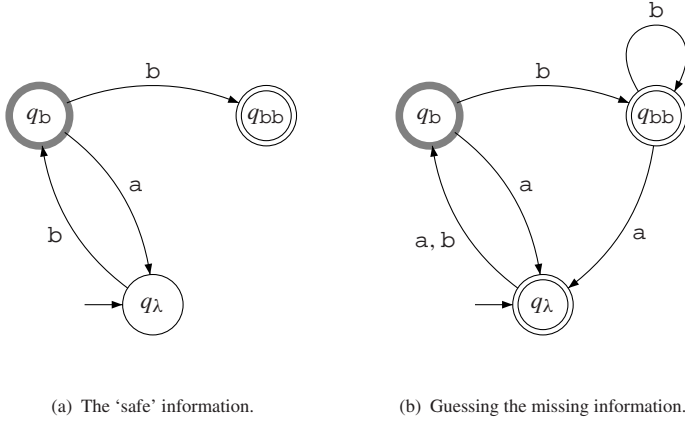 b
b
q_b
b
q_bb
q_b
b
q_bb
a
a
b
a, b
a
q_λ
q_λ
(a) The ‘safe’ information.
(b) Guessing the missing information.